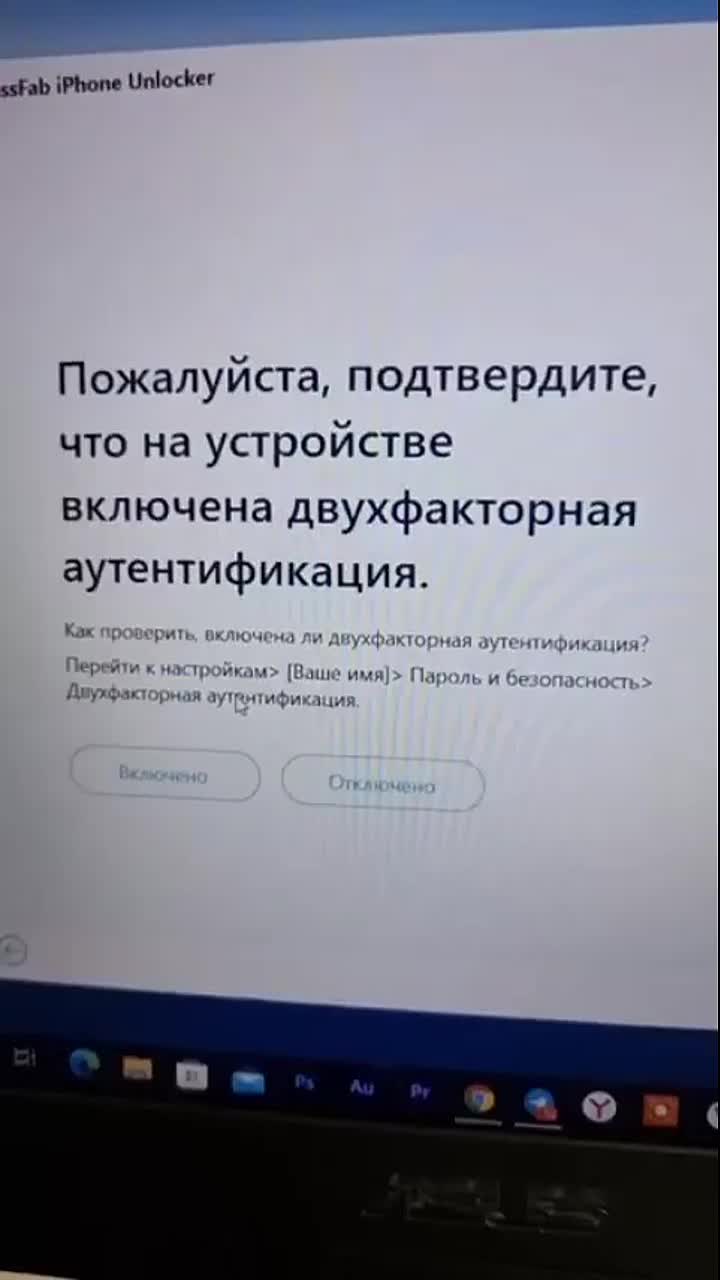 ssFab iPhone Unlocker
Пожалуйста, подтвердите,
что на устройстве
включена двухфакторная
аутентификация.
Как проверить, включена ли двухфакторная аутентификация?
Перейти к настройкам> [Ваше имя]> Пароль и безопасность>
Двухфакторная аутентификация.
Включено
Отключено
31
Ps
Au
Pr